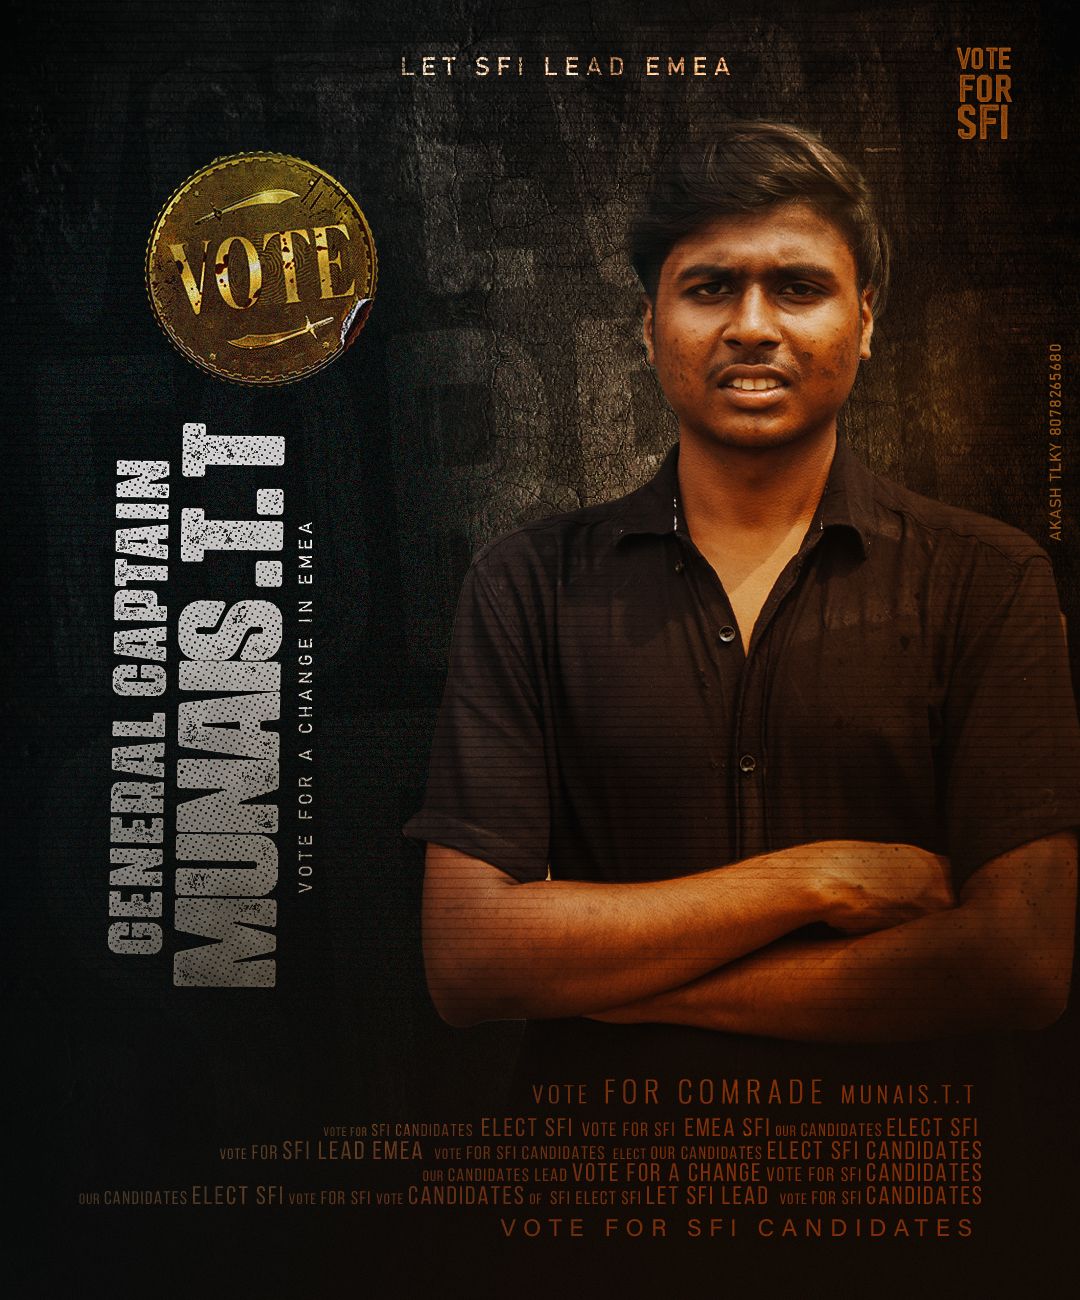 LET SFI LEAD EMEA
VOTE
FOR
SFI
VOTE
GENERAL CAPTAIN
MUNAIS.T.T
VOTE FOR A CHANGE IN EMEA
AKASH TLKY 8078265680
VOTE FOR COMRADE MUNAIS.T.T
VOTE FOR SFI CANDIDATES ELECT SFI VOTE FOR SFI EMEA SFI OUR CANDIDATES ELECT SFI
VOTE FOR SFI LEAD EMEA VOTE FOR SFI CANDIDATES ELECT OUR CANDIDATES ELECT SFI CANDIDATES
OUR CANDIDATES LEAD VOTE FOR A CHANGE VOTE FOR SFI CANDIDATES
OUR CANDIDATES ELECT SFI VOTE FOR SFI VOTE CANDIDATES OF SFI ELECT SFI LET SFI LEAD VOTE FOR SFI CANDIDATES
VOTE FOR SFI CANDIDATES